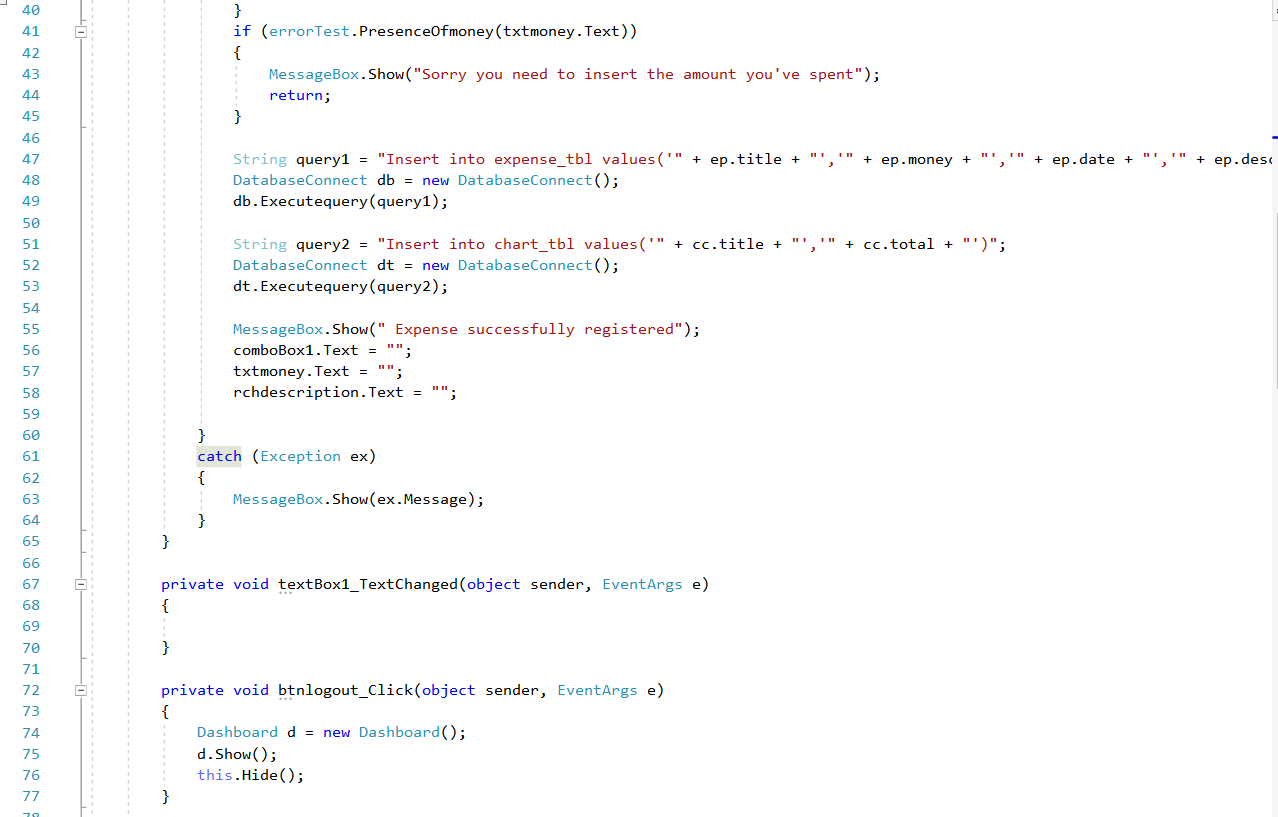 40 }
41 if (errorTest.PresenceOfmoney(txtmoney.Text))
42 {
43 MessageBox.Show("Sorry you need to insert the amount you've spent");
44 return;
45 }
46
47 String query1 = "Insert into expense_tbl values('" + ep.title + "','" + ep.money + "','" + ep.date + "','" + ep.desc
48 DatabaseConnect db = new DatabaseConnect();
49 db.Executequery(query1);
50
51 String query2 = "Insert into chart_tbl values('" + cc.title + "','" + cc.total + "')";
52 DatabaseConnect dt = new DatabaseConnect();
53 dt.Executequery(query2);
54
55 MessageBox.Show(" Expense successfully registered");
56 comboBox1.Text = "";
57 txtmoney.Text = "";
58 rchdescription.Text = "";
59
60 }
61 catch (Exception ex)
62 {
63 MessageBox.Show(ex.Message);
64 }
65 }
66
67 private void textBox1_TextChanged(object sender, EventArgs e)
68 {
69
70 }
71
72 private void btnlogout_Click(object sender, EventArgs e)
73 {
74 Dashboard d = new Dashboard();
75 d.Show();
76 this.Hide();
77 }
78